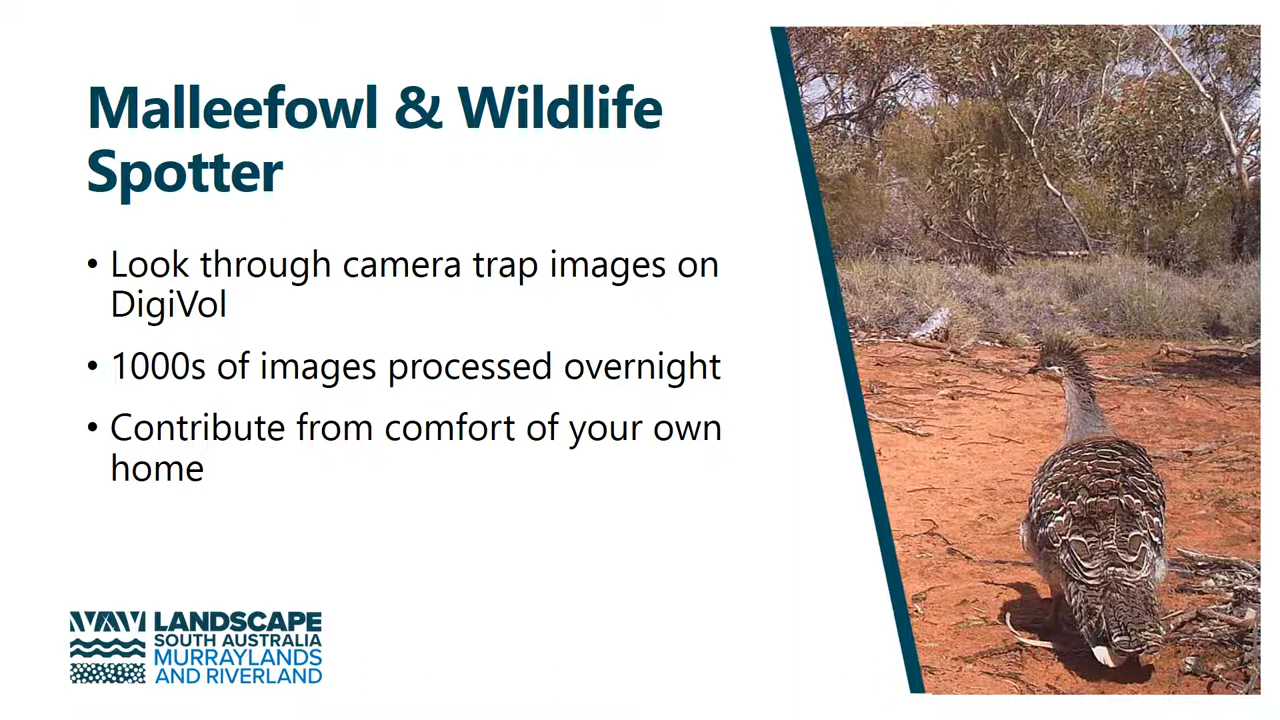 Malleefowl & Wildlife
Spotter
• Look through camera trap images on
DigiVol
• 1000s of images processed overnight
• Contribute from comfort of your own
home
LANDSCAPE
SOUTH AUSTRALIA
MURRAYLANDS
AND RIVERLAND